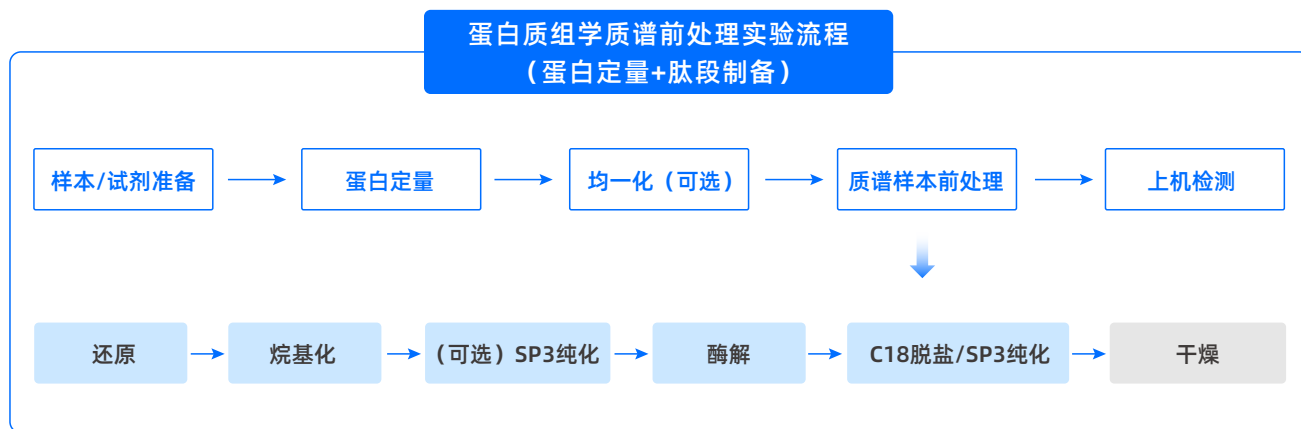 蛋白质组学质谱前处理实验流程
（蛋白定量+肽段制备）
样本/试剂准备
蛋白定量
均一化（可选）
质谱样本前处理
上机检测
还原
烷基化
（可选）SP3纯化
酶解
C18脱盐/SP3纯化
干燥